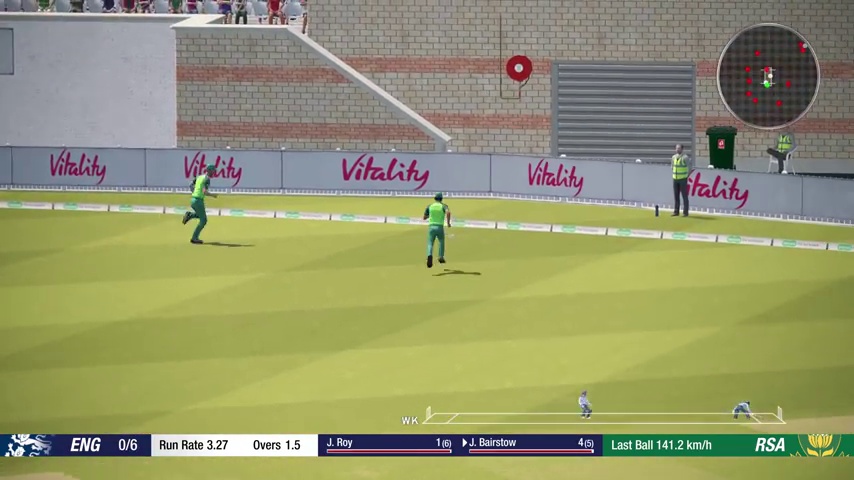 Vitality Vitality Vitality Vitality Vitality
WK
ENG 0/6 Run Rate 3.27 Overs 1.5 J. Roy 1(6) J. Bairstow 4(5) Last Ball 141.2 km/h RSA